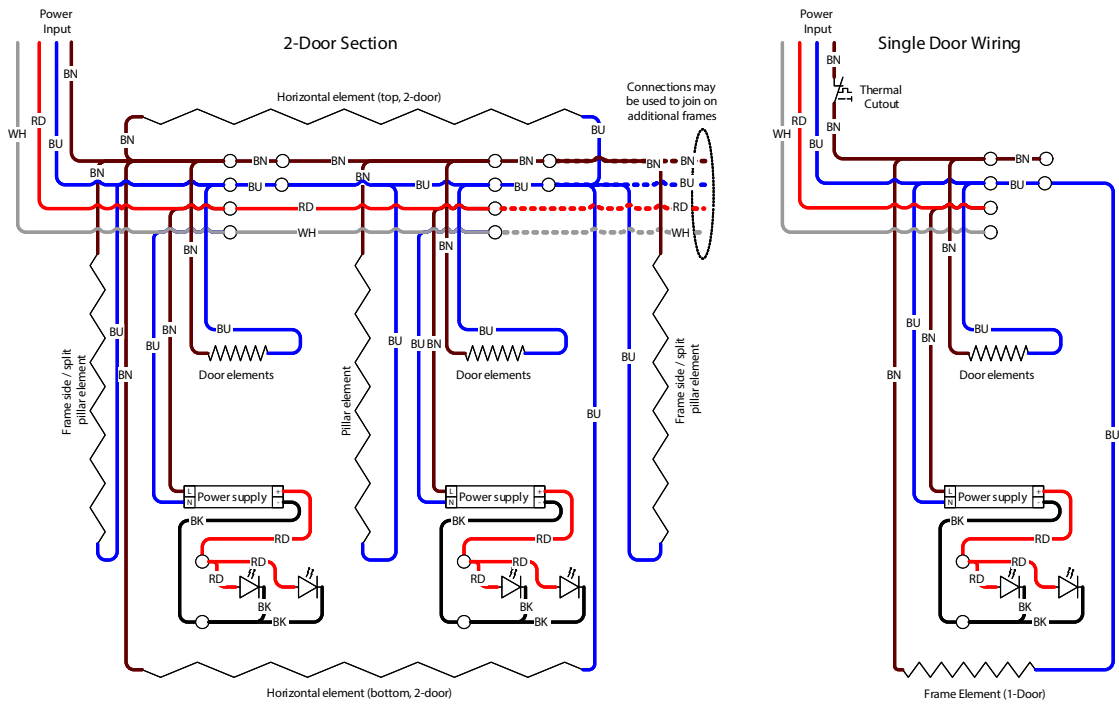 Power
Input
2-Door Section
BN
RD
WH
BU
Horizontal element (top, 2-door)
Connections may
be used to join on
additional frames
BN
BU
BN
BN
BN
BN
BN
BN
BN
BN
BU
BU
BU
BU
RD
RD
WH
WH
BN
BN
BU
BU
BN
BN
BU
Door elements
Frame side / split
pillar element
Pillar element
BU
BU
BN
BU
Door elements
BU
Frame side / split
pillar element
BU
L
N
Power supply
+
-
BK
RD
RD
RD
BK
BK
L
N
Power supply
+
-
BK
RD
RD
RD
BK
BK
Horizontal element (bottom, 2-door)
Power
Input
Single Door Wiring
BN
Thermal
Cutout
RD
WH
BU
BN
BN
BU
BN
BU
BN
BU
Door elements
BN
BU
L
N
Power supply
+
-
BK
RD
RD
RD
BK
BK
Frame Element (1-Door)